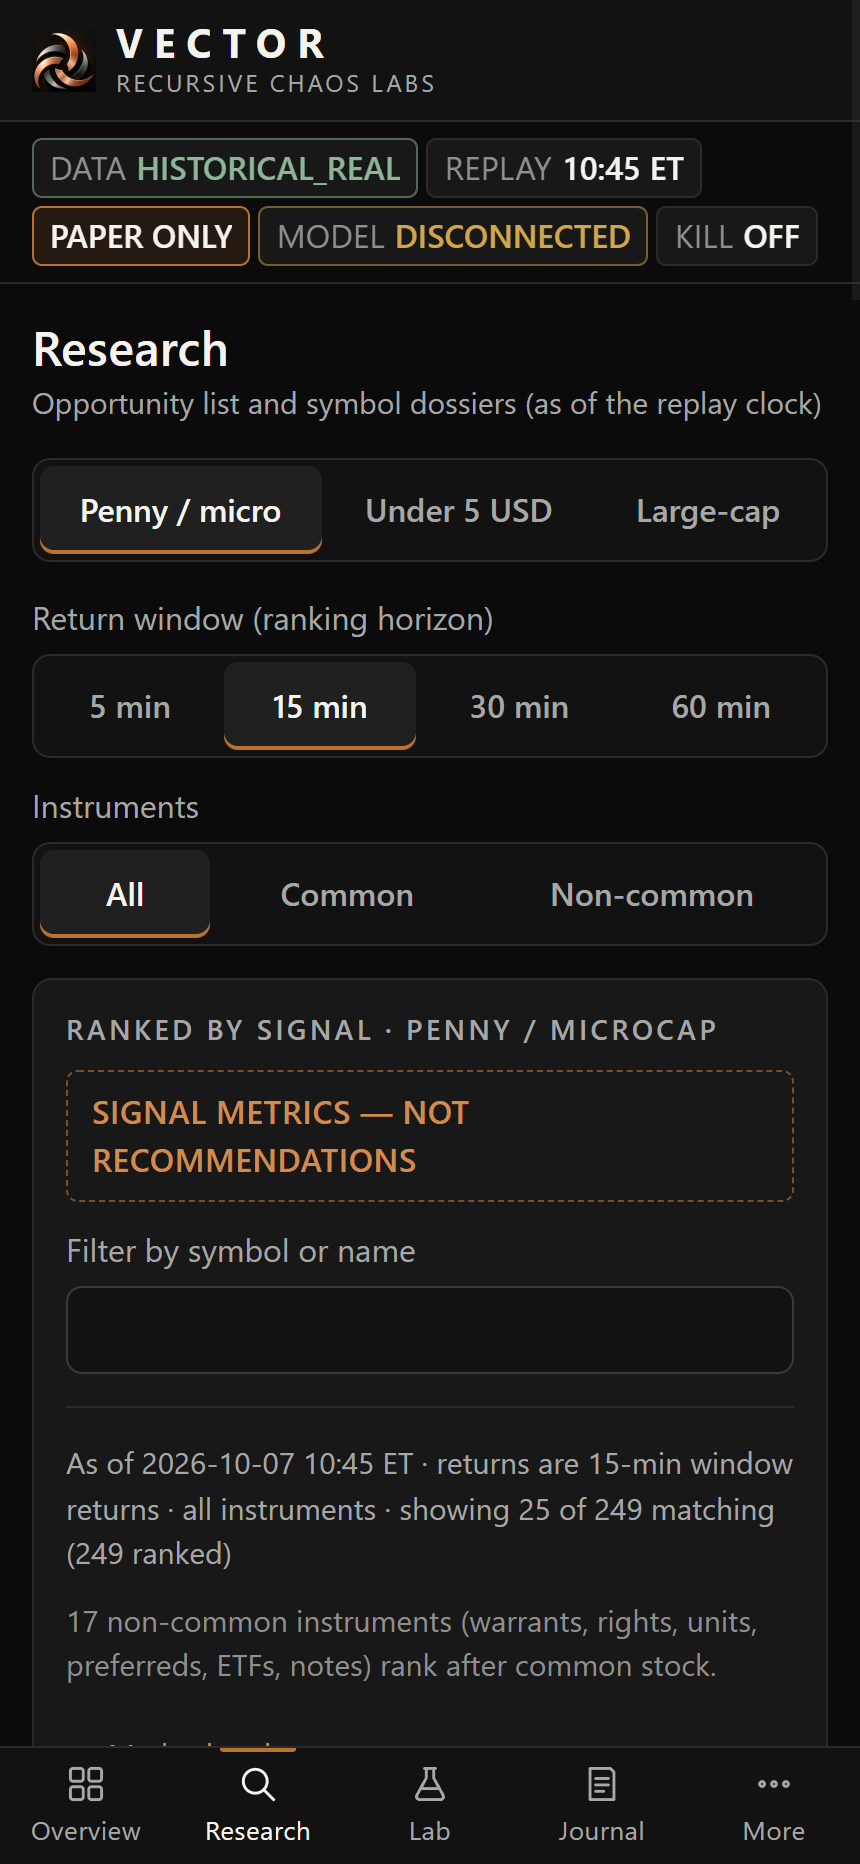 VECTOR
RECURSIVE CHAOS LABS
DATA HISTORICAL_REAL REPLAY 10:45 ET
PAPER ONLY MODEL DISCONNECTED KILL OFF
Research
Opportunity list and symbol dossiers (as of the replay clock)
Penny / micro Under 5 USD Large-cap
Return window (ranking horizon)
5 min 15 min 30 min 60 min
Instruments
All Common Non-common
RANKED BY SIGNAL · PENNY / MICROCAP
SIGNAL METRICS — NOT
RECOMMENDATIONS
Filter by symbol or name
As of 2026-10-07 10:45 ET · returns are 15-min window
returns · all instruments · showing 25 of 249 matching
(249 ranked)
17 non-common instruments (warrants, rights, units,
preferreds, ETFs, notes) rank after common stock.
Overview Research Lab Journal More